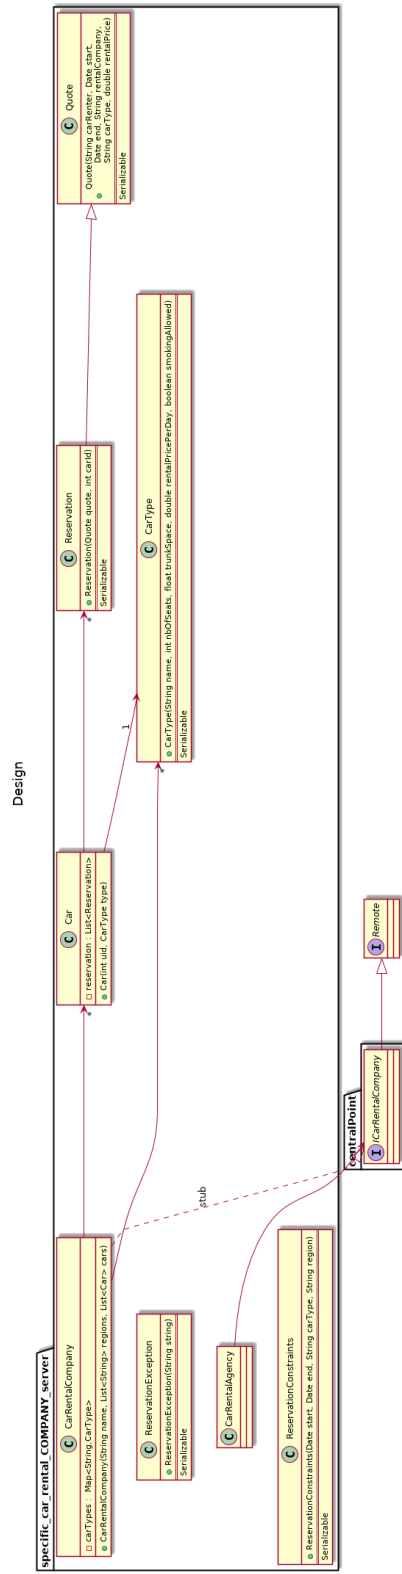 Design
specific_car_rental_COMPANY_server
C CarRentalCompany
carTypes : Map<String,CarType>
CarRentalCompany(String name, List<String> regions, List<Car> cars)
C Car
reservation : List<Reservation>
Car(int uid, CarType type)
C Reservation
Reservation(Quote quote, int carId)
Serializable
C Quote
Quote(String carRenter, Date start,
Date end, String rentalCompany,
String carType, double rentalPrice)
Serializable
C CarType
CarType(String name, int nbOfSeats, float trunkSpace, double rentalPricePerDay, boolean smokingAllowed)
Serializable
C ReservationException
ReservationException(String string)
Serializable
C CarRentalAgency
C ReservationConstraints
ReservationConstraints(Date start, Date end, String carType, String region)
Serializable
centralPoint
I ICarRentalCompany
I Remote
*
*
1
*
stub